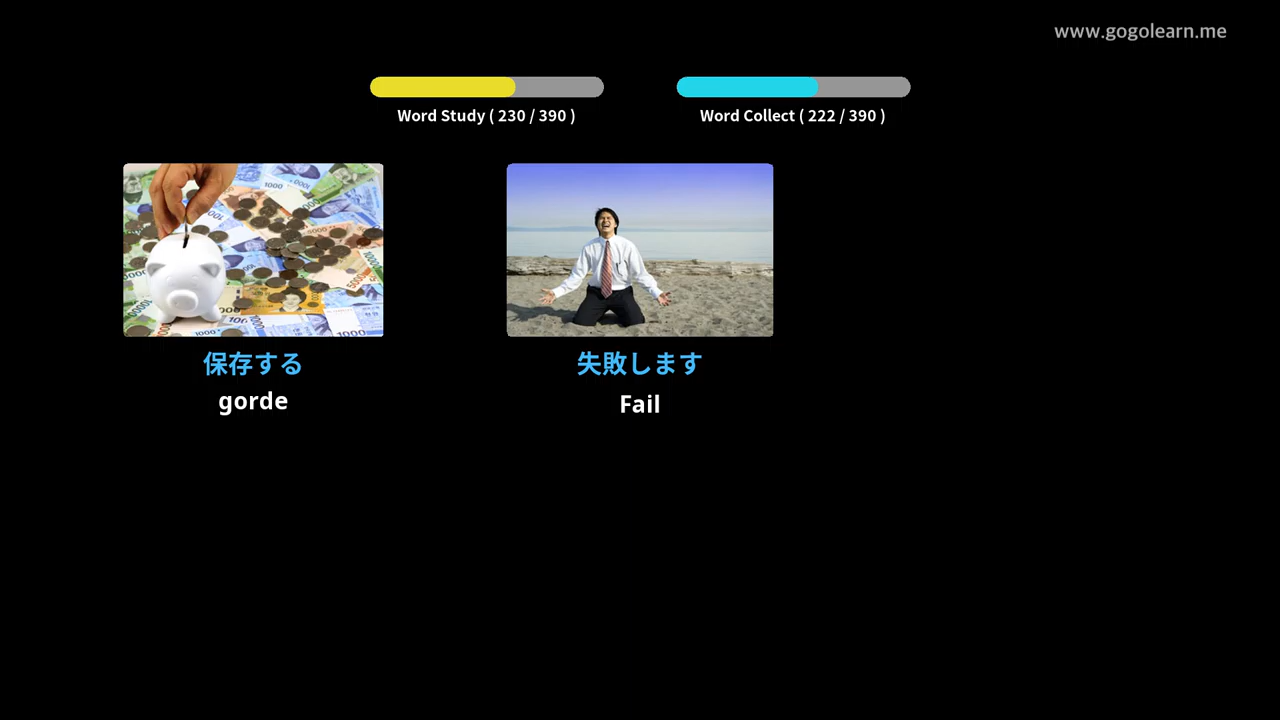 www.gogolearn.me
Word Study ( 230 / 390 )
Word Collect ( 222 / 390 )
保存する
gorde
失敗します
Fail